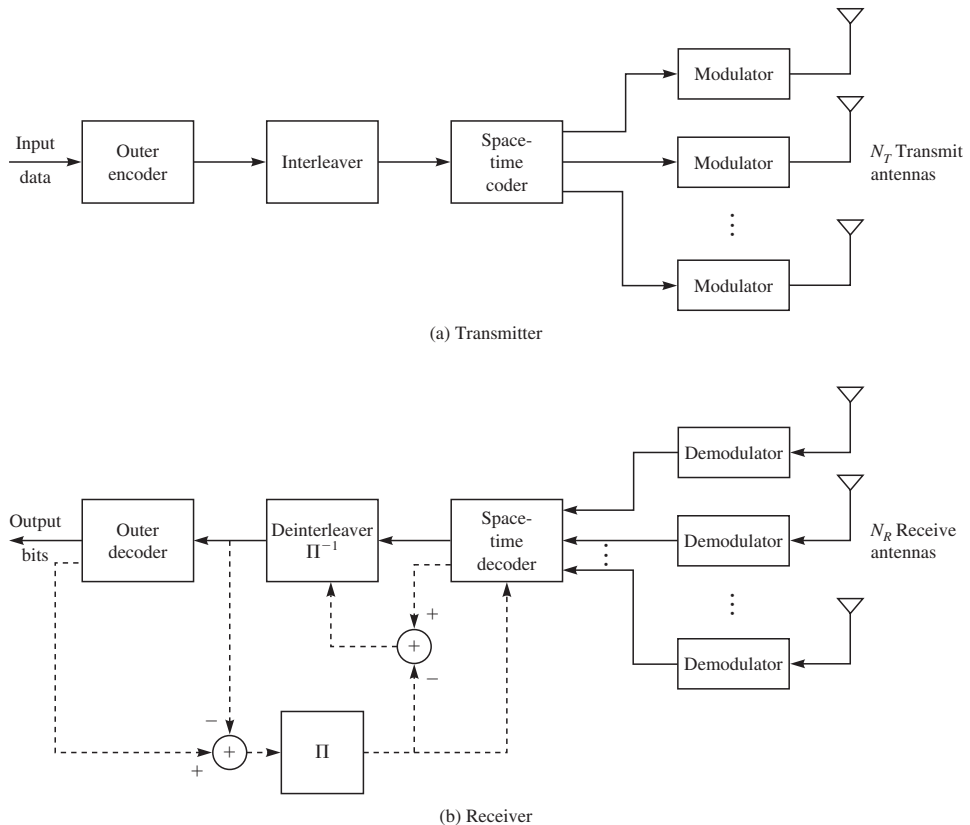 Input
data
Outer
encoder
Interleaver
Space-
time
coder
Modulator
Modulator
⋮
Modulator
N_T Transmit
antennas
(a) Transmitter
Output
bits
Outer
decoder
Deinterleaver
Π⁻¹
Space-
time
decoder
Demodulator
Demodulator
⋮
⋮
Demodulator
N_R Receive
antennas
+
+
−
−
+
+
Π
(b) Receiver